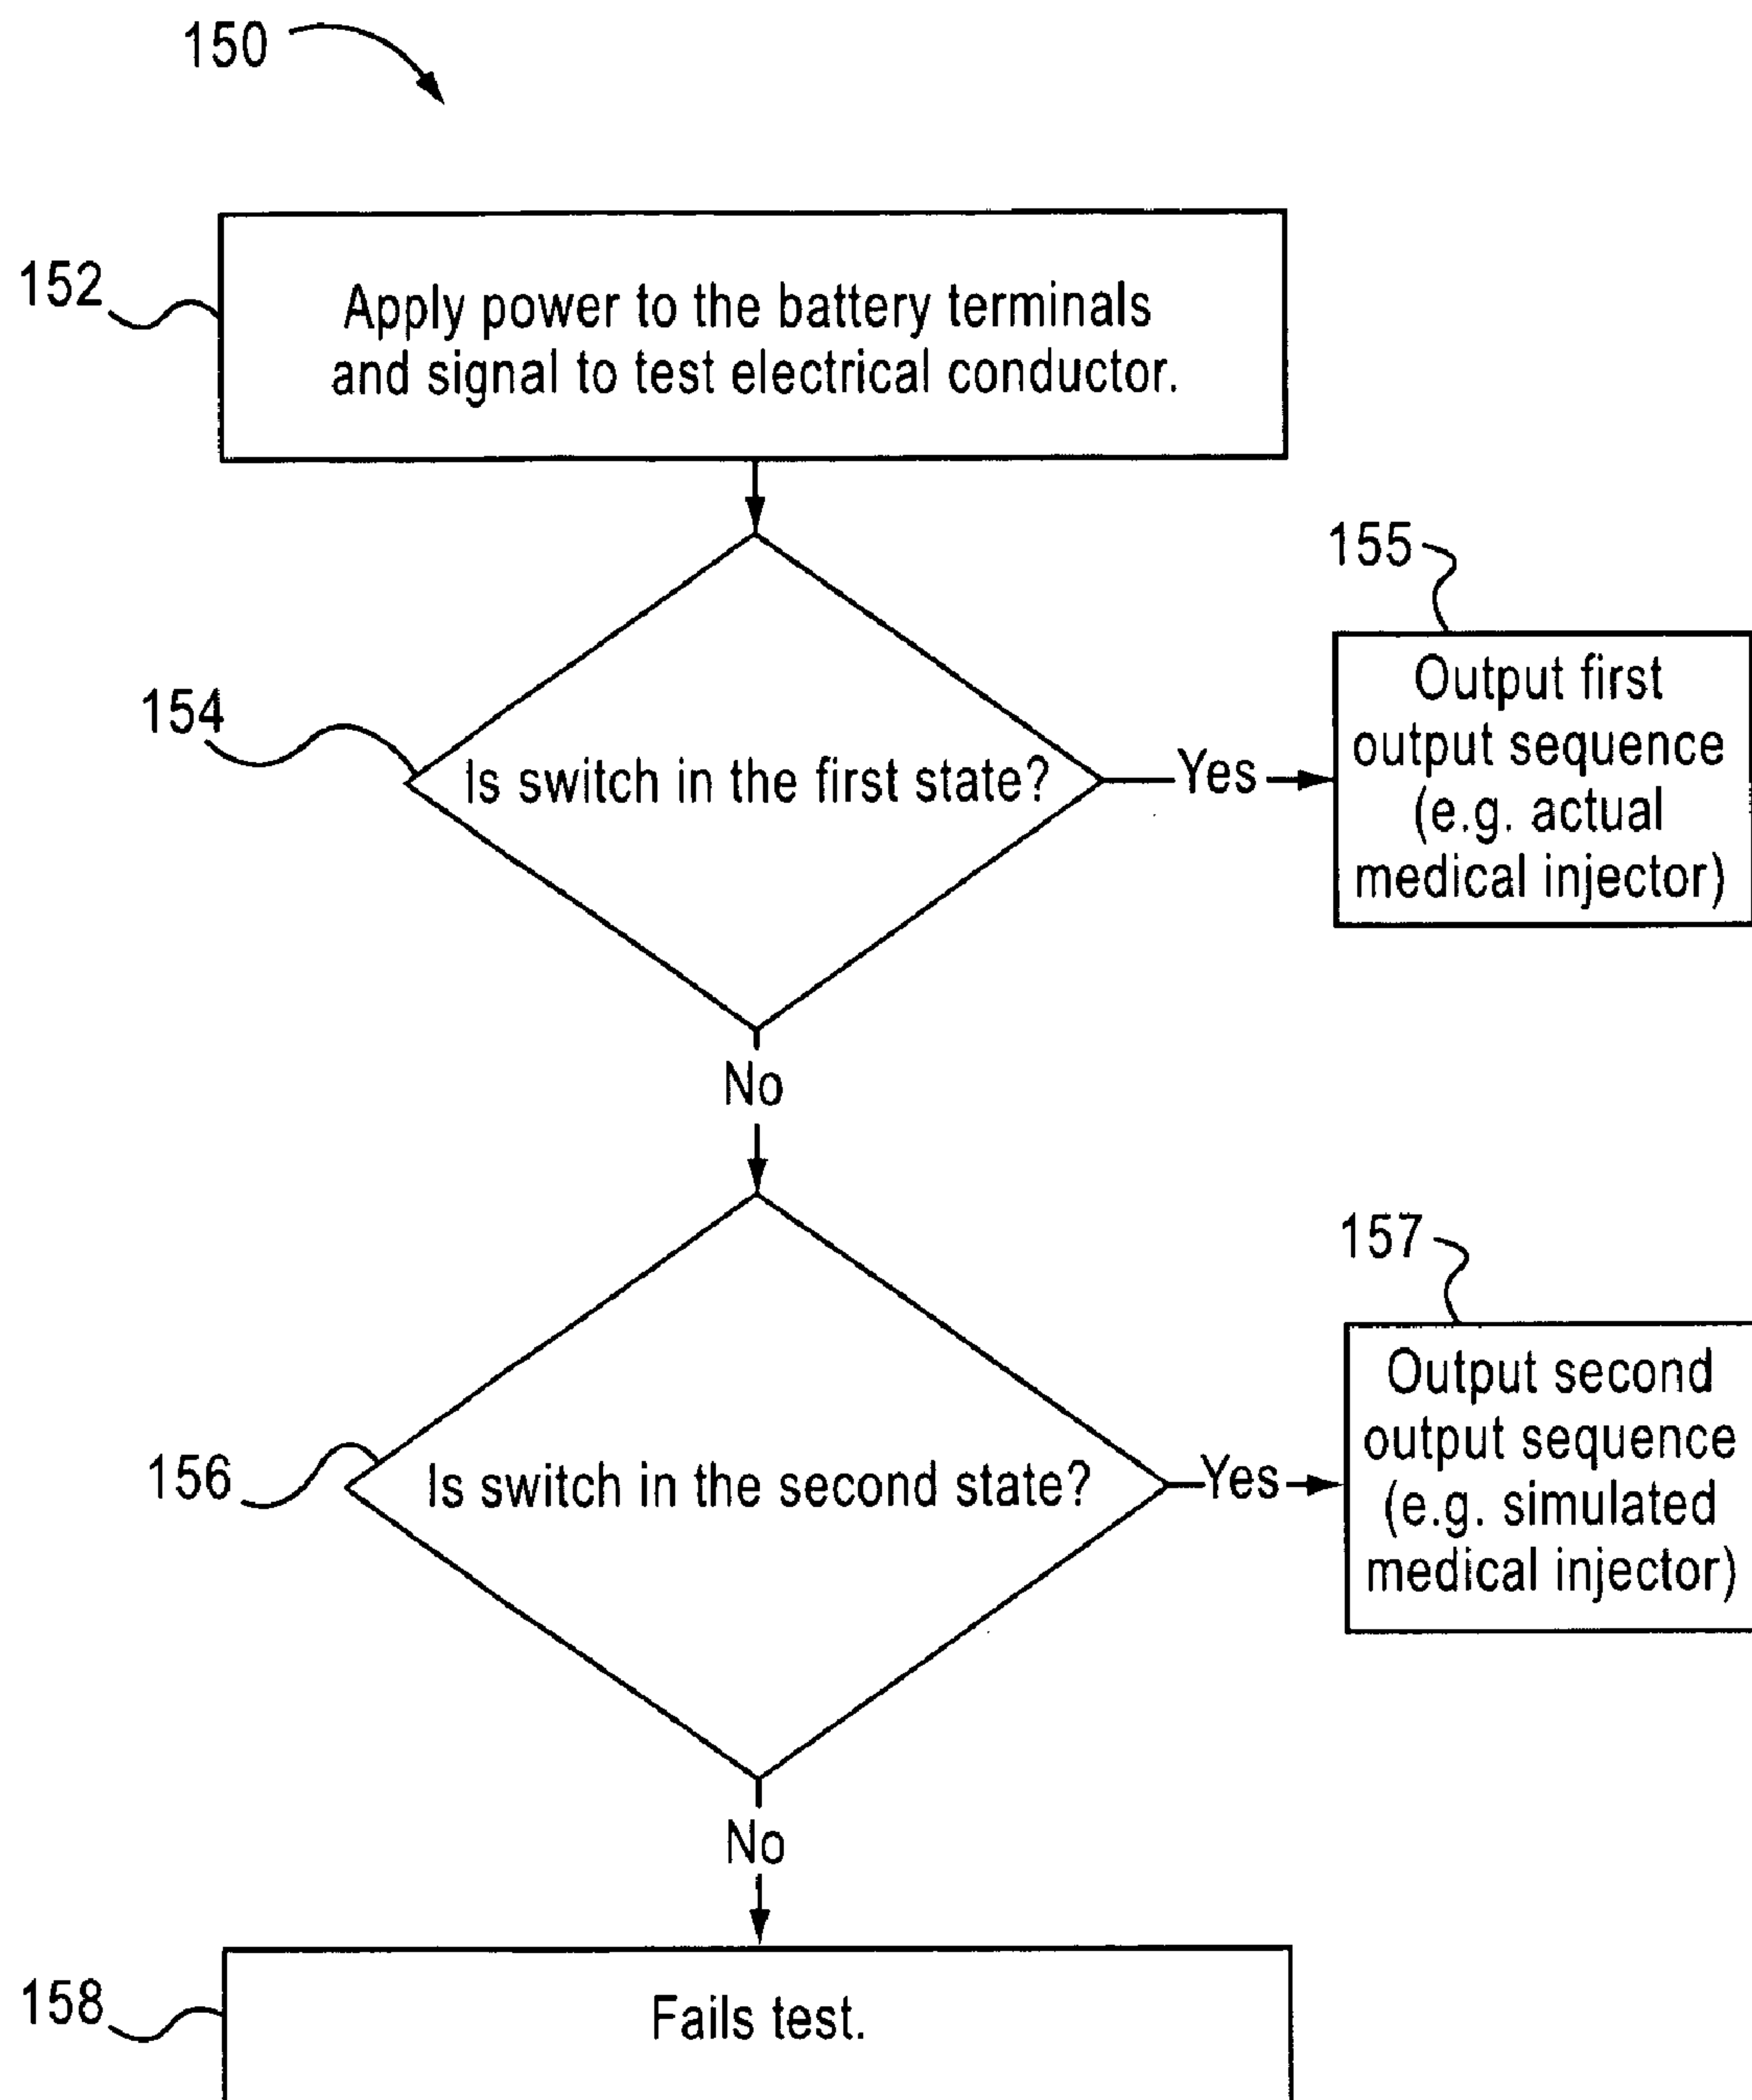 150
152
Apply power to the battery terminals
and signal to test electrical conductor.
155
Output first
output sequence
(e.g. actual
medical injector)
154
Is switch in the first state?
Yes
No
157
Output second
output sequence
(e.g. simulated
medical injector)
156
Is switch in the second state?
Yes
No
158
Fails test.